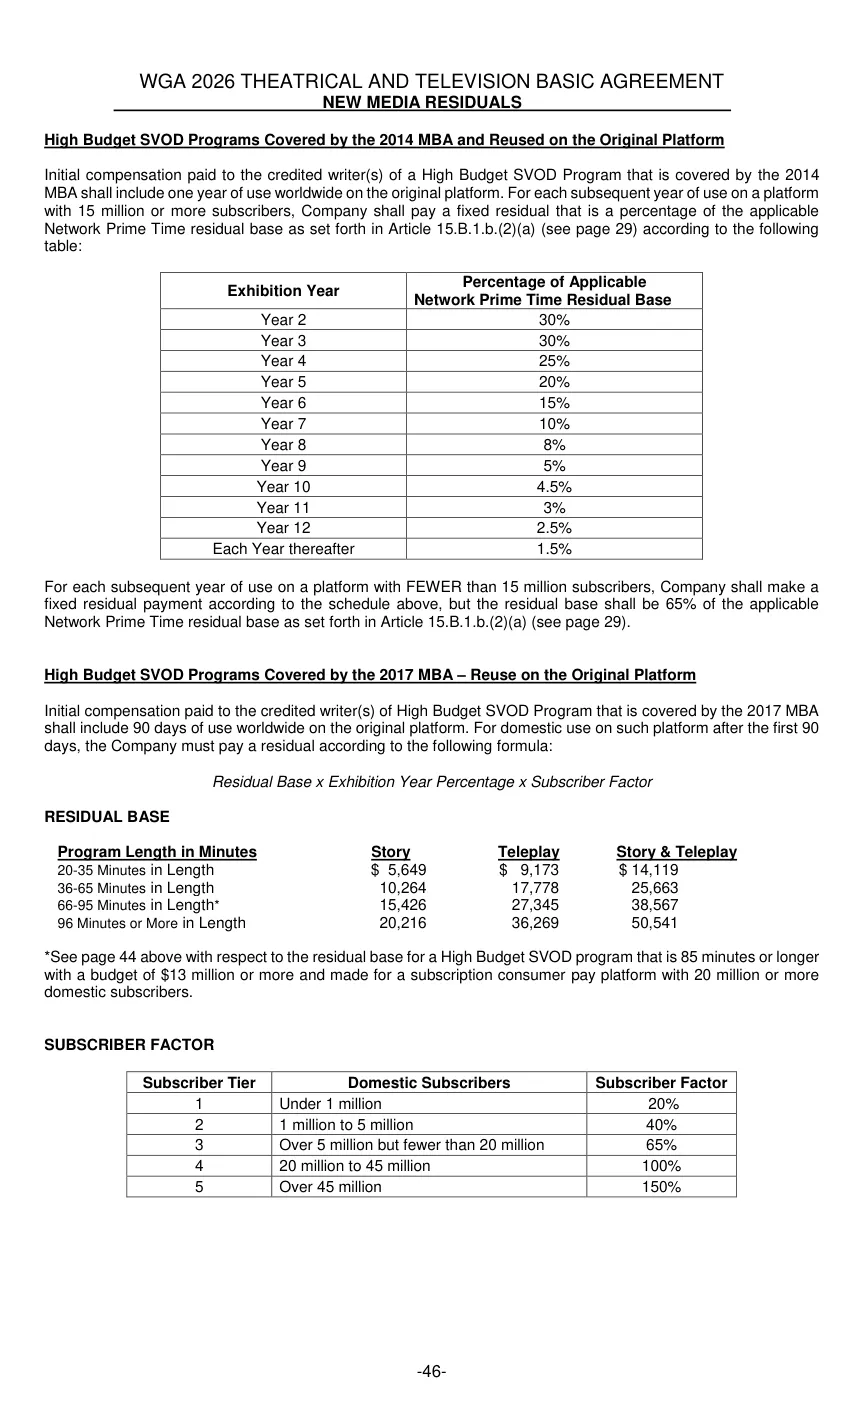 WGA 2026 THEATRICAL AND TELEVISION BASIC AGREEMENT
NEW MEDIA RESIDUALS
High Budget SVOD Programs Covered by the 2014 MBA and Reused on the Original Platform
Initial compensation paid to the credited writer(s) of a High Budget SVOD Program that is covered by the 2014
MBA shall include one year of use worldwide on the original platform. For each subsequent year of use on a platform
with 15 million or more subscribers, Company shall pay a fixed residual that is a percentage of the applicable
Network Prime Time residual base as set forth in Article 15.B.1.b.(2)(a) (see page 29) according to the following
table:
Exhibition Year Percentage of Applicable
Network Prime Time Residual Base
Year 2 30%
Year 3 30%
Year 4 25%
Year 5 20%
Year 6 15%
Year 7 10%
Year 8 8%
Year 9 5%
Year 10 4.5%
Year 11 3%
Year 12 2.5%
Each Year thereafter 1.5%
For each subsequent year of use on a platform with FEWER than 15 million subscribers, Company shall make a
fixed residual payment according to the schedule above, but the residual base shall be 65% of the applicable
Network Prime Time residual base as set forth in Article 15.B.1.b.(2)(a) (see page 29).
High Budget SVOD Programs Covered by the 2017 MBA – Reuse on the Original Platform
Initial compensation paid to the credited writer(s) of High Budget SVOD Program that is covered by the 2017 MBA
shall include 90 days of use worldwide on the original platform. For domestic use on such platform after the first 90
days, the Company must pay a residual according to the following formula:
Residual Base x Exhibition Year Percentage x Subscriber Factor
RESIDUAL BASE
Program Length in Minutes Story Teleplay Story & Teleplay
20-35 Minutes in Length $ 5,649 $ 9,173 $ 14,119
36-65 Minutes in Length 10,264 17,778 25,663
66-95 Minutes in Length* 15,426 27,345 38,567
96 Minutes or More in Length 20,216 36,269 50,541
*See page 44 above with respect to the residual base for a High Budget SVOD program that is 85 minutes or longer
with a budget of $13 million or more and made for a subscription consumer pay platform with 20 million or more
domestic subscribers.
SUBSCRIBER FACTOR
Subscriber Tier Domestic Subscribers Subscriber Factor
1 Under 1 million 20%
2 1 million to 5 million 40%
3 Over 5 million but fewer than 20 million 65%
4 20 million to 45 million 100%
5 Over 45 million 150%
-46-